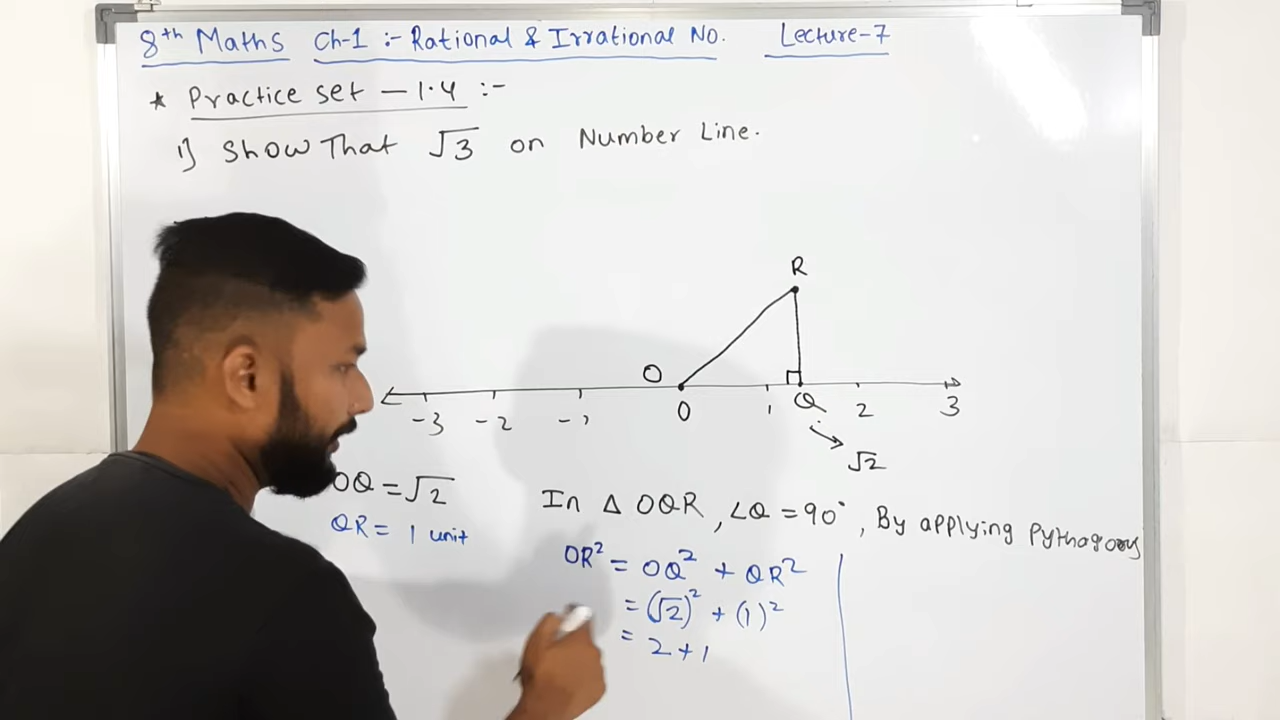 8th Maths Ch-1 :- Rational & Irrational No. Lecture-7
* Practice set – 1.4 :-
1) Show That √3 on Number Line.
R
O
-3 -2 -1 0 1 Q 2 3
√2
OQ = √2
QR = 1 unit
In Δ OQR, ∠Q = 90°, By applying Pythagorys
OR² = OQ² + QR²
= (√2)² + (1)²
= 2 + 1